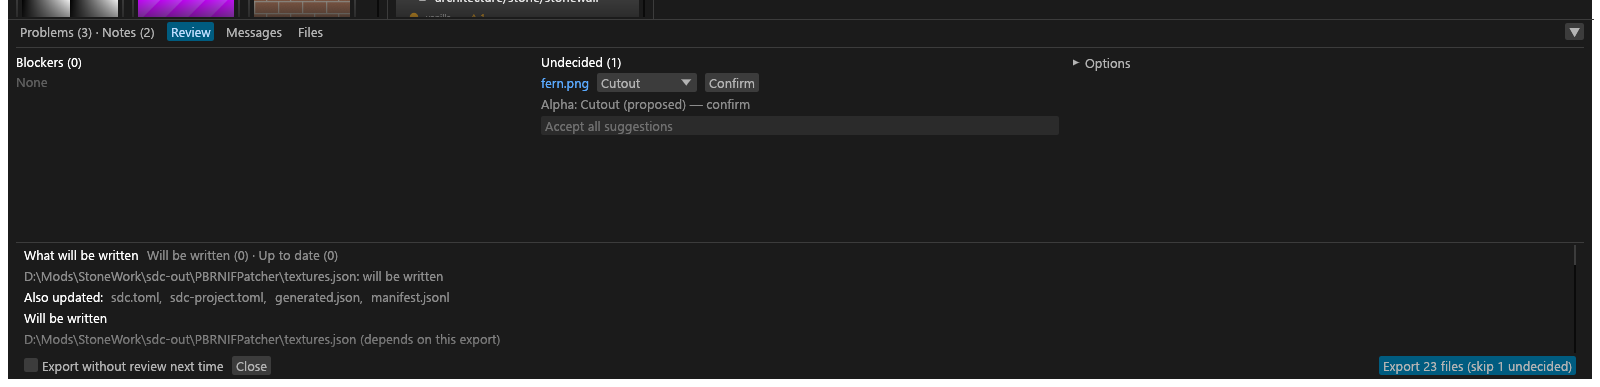 Problems (3) · Notes (2) Review Messages Files
Blockers (0)
None
Undecided (1)
fern.png Cutout Confirm
Alpha: Cutout (proposed) — confirm
Accept all suggestions
Options
What will be written Will be written (0) · Up to date (0)
D:\Mods\StoneWork\sdc-out\PBRNIFPatcher\textures.json: will be written
Also updated: sdc.toml, sdc-project.toml, generated.json, manifest.jsonl
Will be written
D:\Mods\StoneWork\sdc-out\PBRNIFPatcher\textures.json (depends on this export)
Export without review next time Close
Export 23 files (skip 1 undecided)